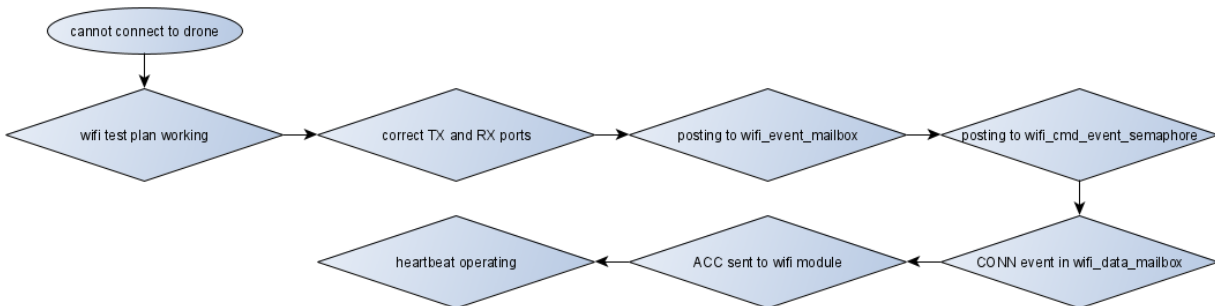 cannot connect to drone
wifi test plan working
correct TX and RX ports
posting to wifi_event_mailbox
posting to wifi_cmd_event_semaphore
CONN event in wifi_data_mailbox
ACC sent to wifi module
heartbeat operating